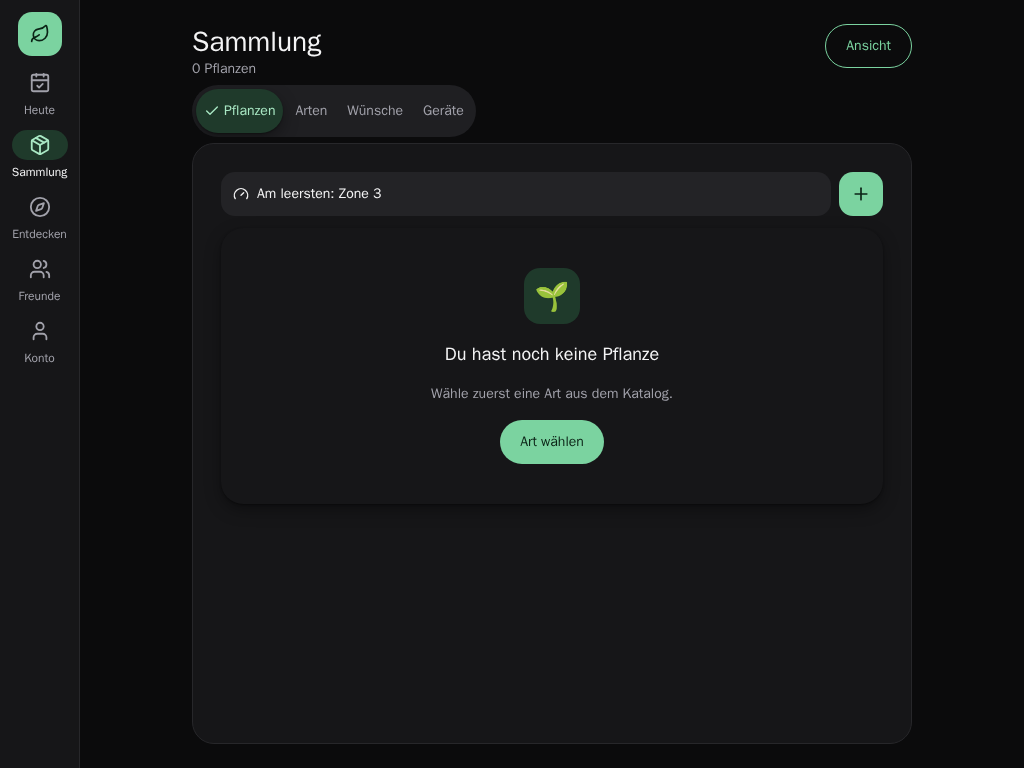 Heute
Sammlung
Entdecken
Freunde
Konto
Sammlung
0 Pflanzen
Ansicht
Pflanzen
Arten
Wünsche
Geräte
Am leersten: Zone 3
Du hast noch keine Pflanze
Wähle zuerst eine Art aus dem Katalog.
Art wählen